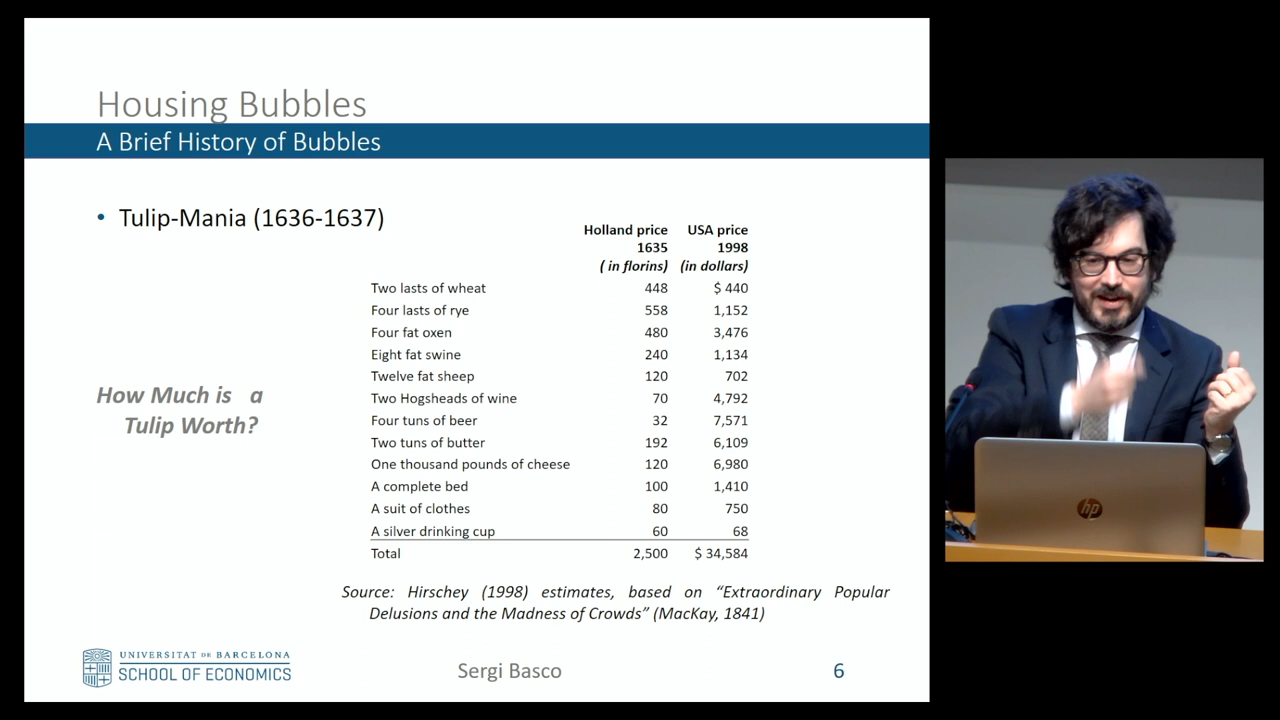 Housing Bubbles
A Brief History of Bubbles
• Tulip-Mania (1636-1637)
Holland price USA price
1635 1998
( in florins) (in dollars)
Two lasts of wheat 448 $ 440
Four lasts of rye 558 1,152
Four fat oxen 480 3,476
Eight fat swine 240 1,134
Twelve fat sheep 120 702
Two Hogsheads of wine 70 4,792
Four tuns of beer 32 7,571
Two tuns of butter 192 6,109
One thousand pounds of cheese 120 6,980
A complete bed 100 1,410
A suit of clothes 80 750
A silver drinking cup 60 68
Total 2,500 $ 34,584
How Much is a
Tulip Worth?
Source: Hirschey (1998) estimates, based on “Extraordinary Popular
Delusions and the Madness of Crowds” (MacKay, 1841)
UNIVERSITAT DE BARCELONA
SCHOOL OF ECONOMICS
Sergi Basco
6
hp